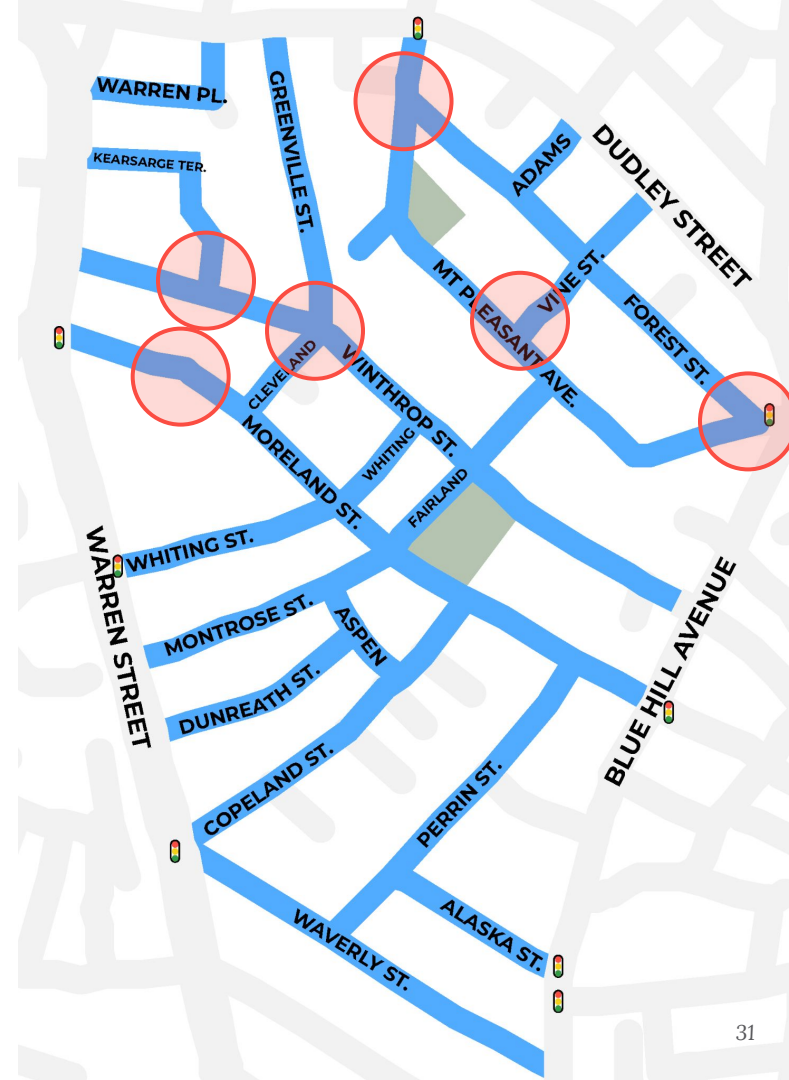 WARREN PL.
GREENVILLE ST.
KEARSARGE TER.
ADAMS
DUDLEY STREET
VINE ST.
MT PLEASANT AVE.
FOREST ST.
CLEVELAND
WINTHROP ST.
WHITING
MORELAND ST.
FAIRLAND
WHITING ST.
WARREN STREET
MONTROSE ST.
ASPEN
DUNREATH ST.
BLUE HILL AVENUE
COPELAND ST.
PERRIN ST.
ALASKA ST.
WAVERLY ST.
31